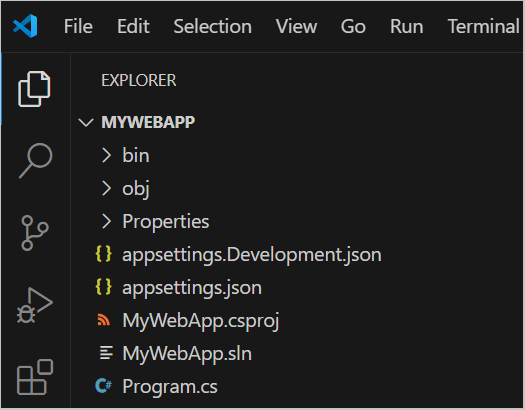 File Edit Selection View Go Run Terminal
EXPLORER
MYWEBAPP
bin
obj
Properties
{ } appsettings.Development.json
{ } appsettings.json
MyWebApp.csproj
MyWebApp.sln
C# Program.cs